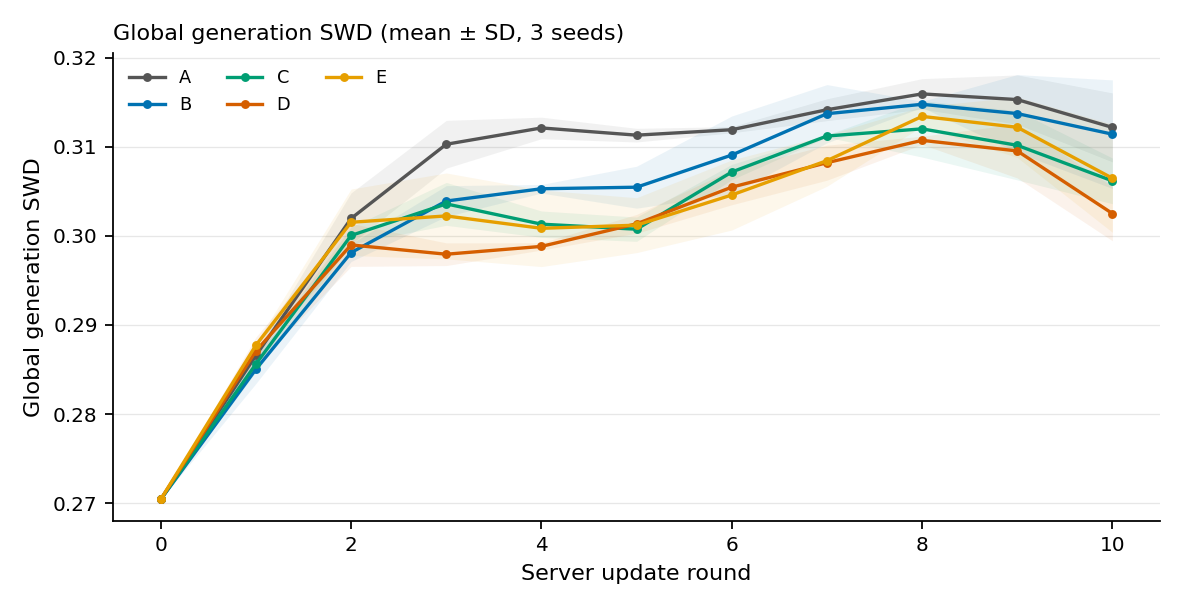 Global generation SWD (mean ± SD, 3 seeds)
A C E
B D
Global generation SWD
0.32
0.31
0.30
0.29
0.28
0.27
0 2 4 6 8 10
Server update round